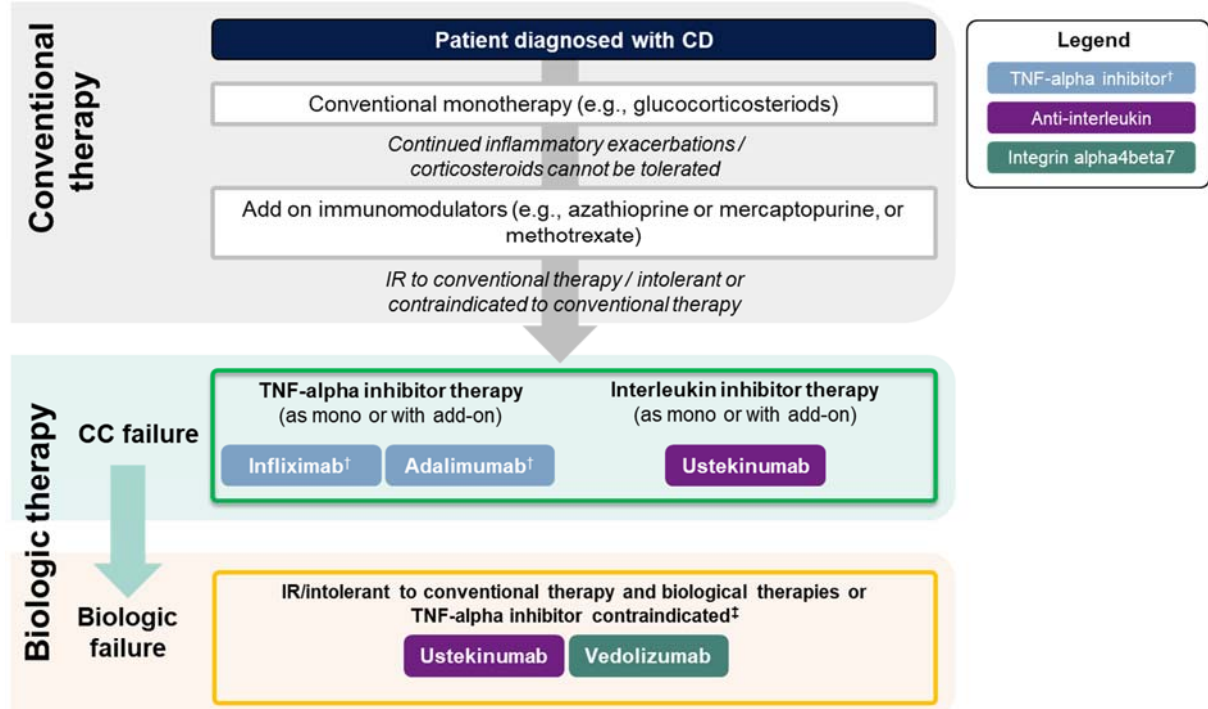 Conventional
therapy
Patient diagnosed with CD
Conventional monotherapy (e.g., glucocorticosteriods)
Continued inflammatory exacerbations /
corticosteroids cannot be tolerated
Add on immunomodulators (e.g., azathioprine or mercaptopurine, or
methotrexate)
IR to conventional therapy / intolerant or
contraindicated to conventional therapy
Legend
TNF-alpha inhibitor†
Anti-interleukin
Integrin alpha4beta7
Biologic therapy
CC failure
TNF-alpha inhibitor therapy
(as mono or with add-on)
Infliximab†
Adalimumab†
Interleukin inhibitor therapy
(as mono or with add-on)
Ustekinumab
Biologic
failure
IR/intolerant to conventional therapy and biological therapies or
TNF-alpha inhibitor contraindicated‡
Ustekinumab
Vedolizumab